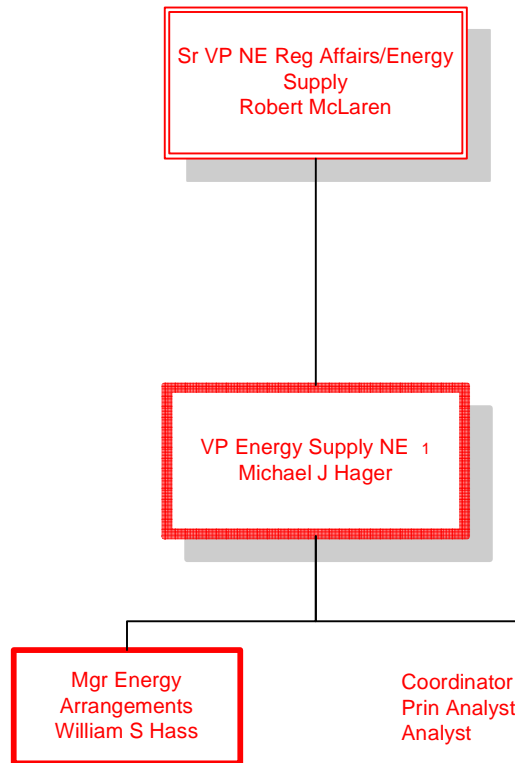 Sr VP NE Reg Affairs/Energy
Supply
Robert McLaren
VP Energy Supply NE 1
Michael J Hager
Mgr Energy
Arrangements
William S Hass
Coordinator
Prin Analyst
Analyst